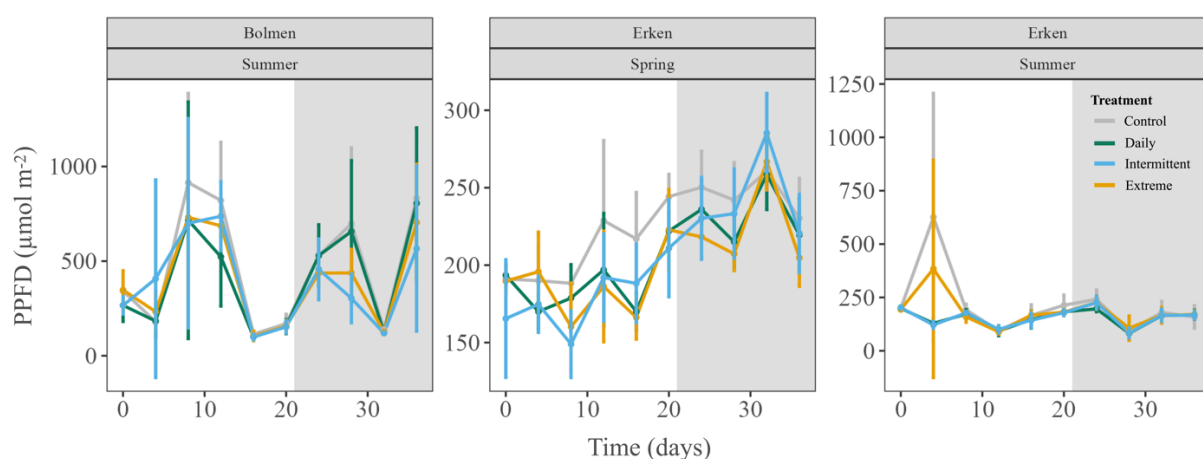 Bolmen
Summer
Erken
Spring
Erken
Summer
PPFD (μmol m⁻²)
1000
500
0
300
250
200
150
1250
1000
750
500
250
0
Treatment
Control
Daily
Intermittent
Extreme
0 10 20 30
0 10 20 30
0 10 20 30
Time (days)